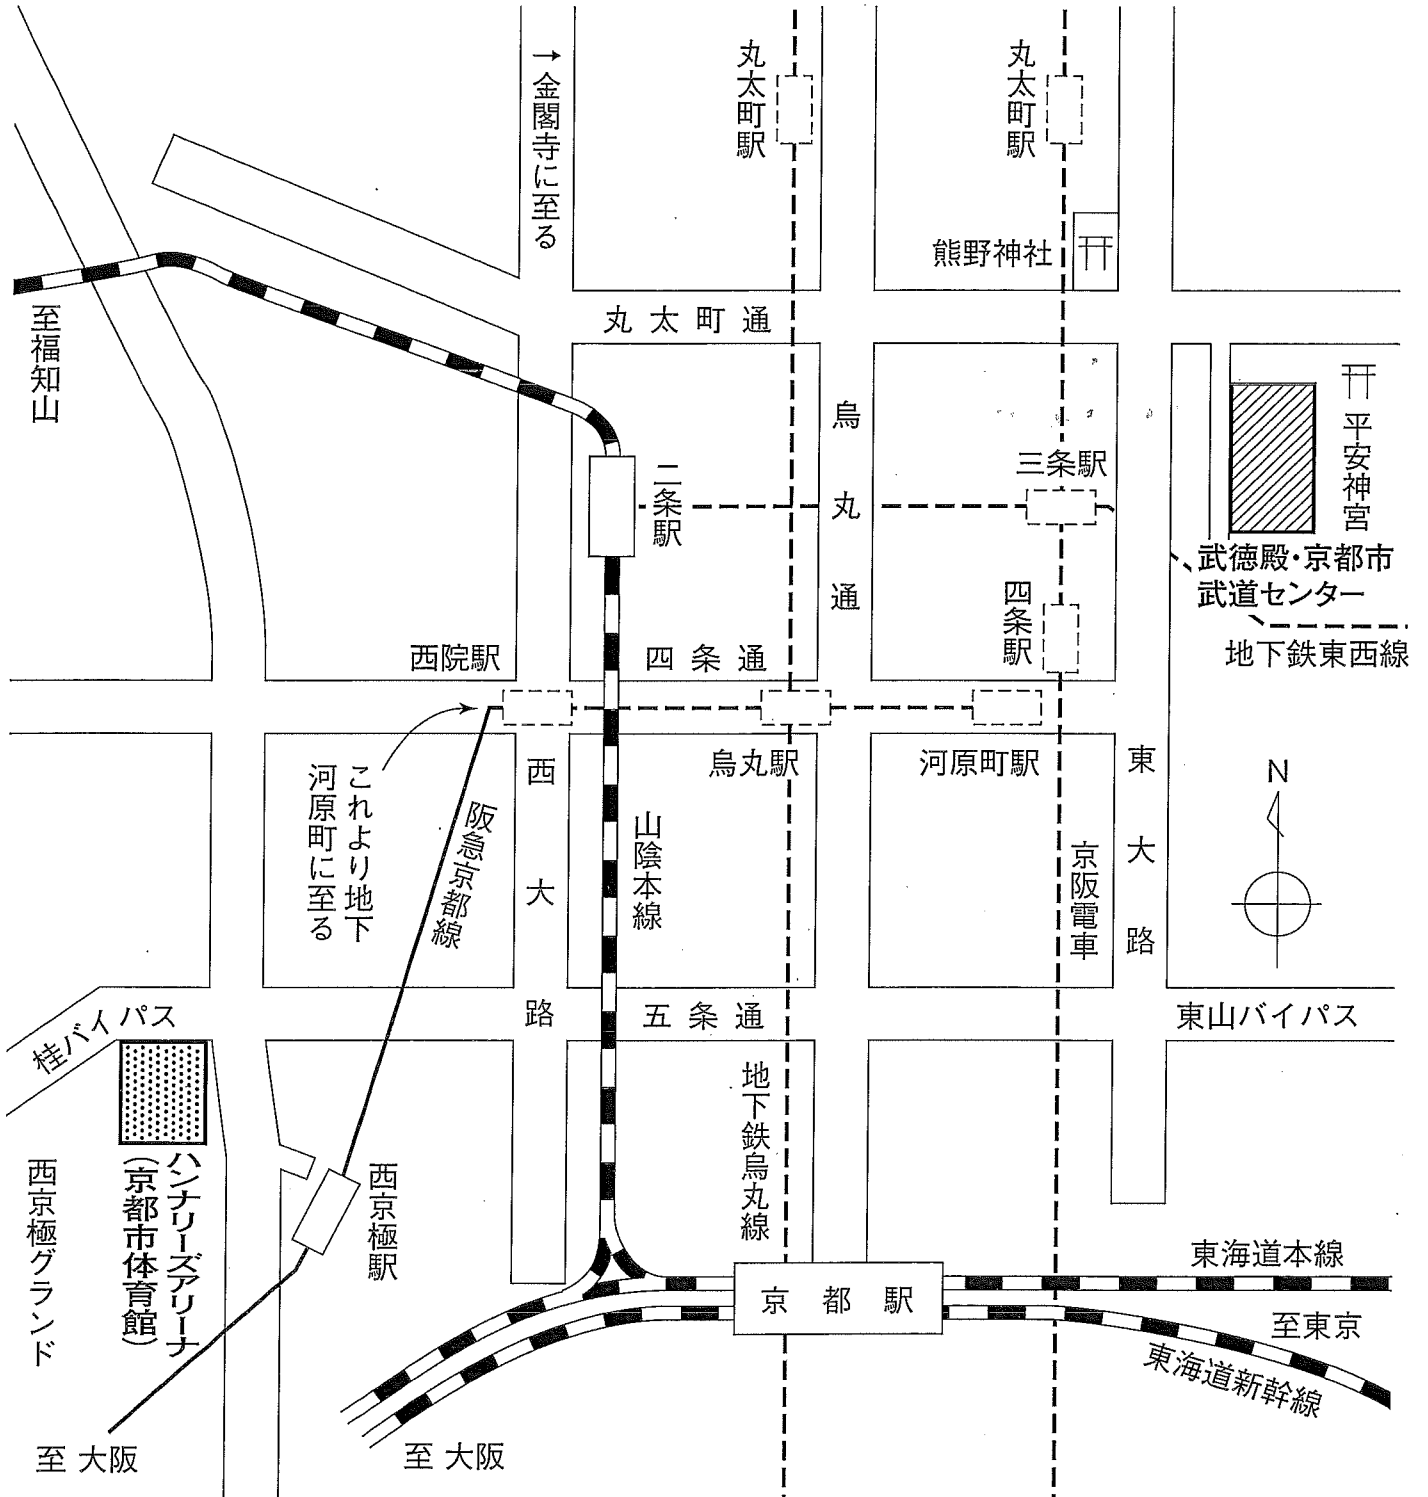 →金閣寺に至る
丸太町駅
丸太町駅
熊野神社
至福知山
丸太町通
烏丸通
平安神宮
二条駅
三条駅
武徳殿・京都市
武道センター
四条駅
地下鉄東西線
西院駅
四条通
烏丸駅
河原町駅
これより地下
河原町に至る
阪急京都線
西大路
山陰本線
京阪電車
東大路
N
桂バイパス
五条通
東山バイパス
地下鉄烏丸線
ハンナリーズアリーナ
(京都市体育館)
西京極グランド
西京極駅
東海道本線
京都駅
至東京
東海道新幹線
至 大阪
至 大阪